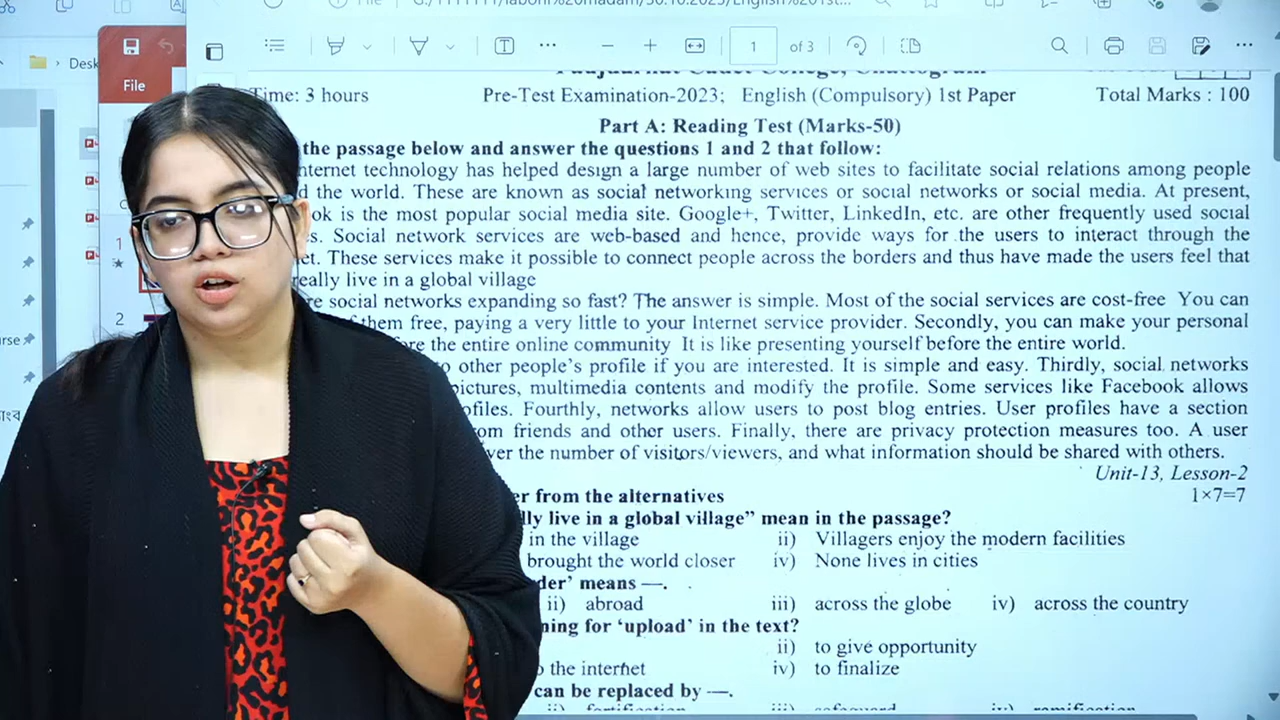 File
Desk
File
1
of 3
Time: 3 hours
Pre-Test Examination-2023; English (Compulsory) 1st Paper
Total Marks : 100
Part A: Reading Test (Marks-50)
the passage below and answer the questions 1 and 2 that follow:
nternet technology has helped design a large number of web sites to facilitate social relations among people
d the world. These are known as social networking services or social networks or social media. At present,
ok is the most popular social media site. Google+, Twitter, LinkedIn, etc. are other frequently used social
s. Social network services are web-based and hence, provide ways for the users to interact through the
et. These services make it possible to connect people across the borders and thus have made the users feel that
really live in a global village
re social networks expanding so fast? The answer is simple. Most of the social services are cost-free You can
f them free, paying a very little to your Internet service provider. Secondly, you can make your personal
fore the entire online community It is like presenting yourself before the entire world.
o other people's profile if you are interested. It is simple and easy. Thirdly, social networks
pictures, multimedia contents and modify the profile. Some services like Facebook allows
ofiles. Fourthly, networks allow users to post blog entries. User profiles have a section
om friends and other users. Finally, there are privacy protection measures too. A user
ver the number of visitors/viewers, and what information should be shared with others.
Unit-13, Lesson-2
er from the alternatives
1×7=7
lly live in a global village" mean in the passage?
in the village
ii) Villagers enjoy the modern facilities
brought the world closer
iv) None lives in cities
der' means —.
ii) abroad
iii) across the globe
iv) across the country
ning for 'upload' in the text?
ii) to give opportunity
o the internet
iv) to finalize
can be replaced by —.
1
2